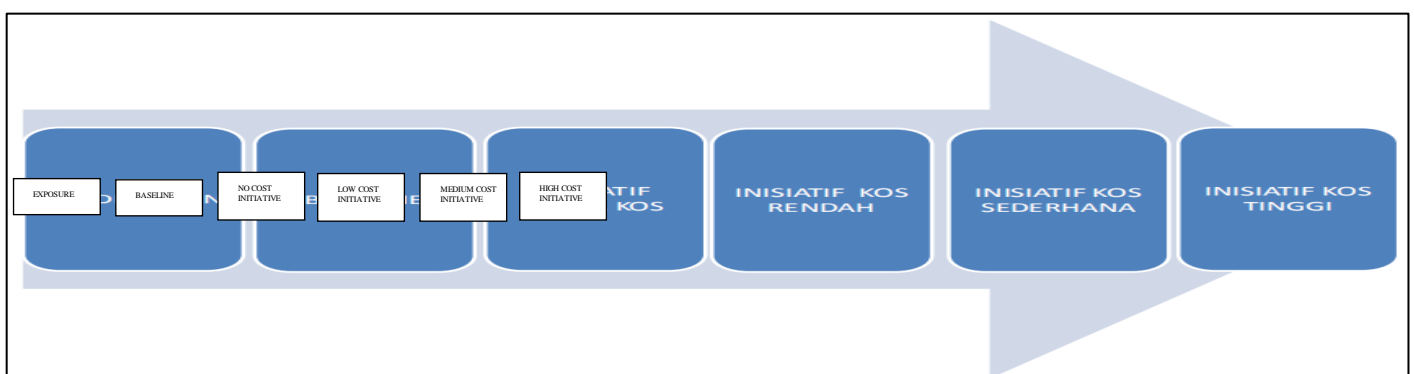 EXPOSURE
BASELINE
NO COST
INITIATIVE
LOW COST
INITIATIVE
MEDIUM COST
INITIATIVE
HIGH COST
INITIATIVE
KOS
INISIATIF KOS
RENDAH
INISIATIF KOS
SEDERHANA
INISIATIF KOS
TINGGI